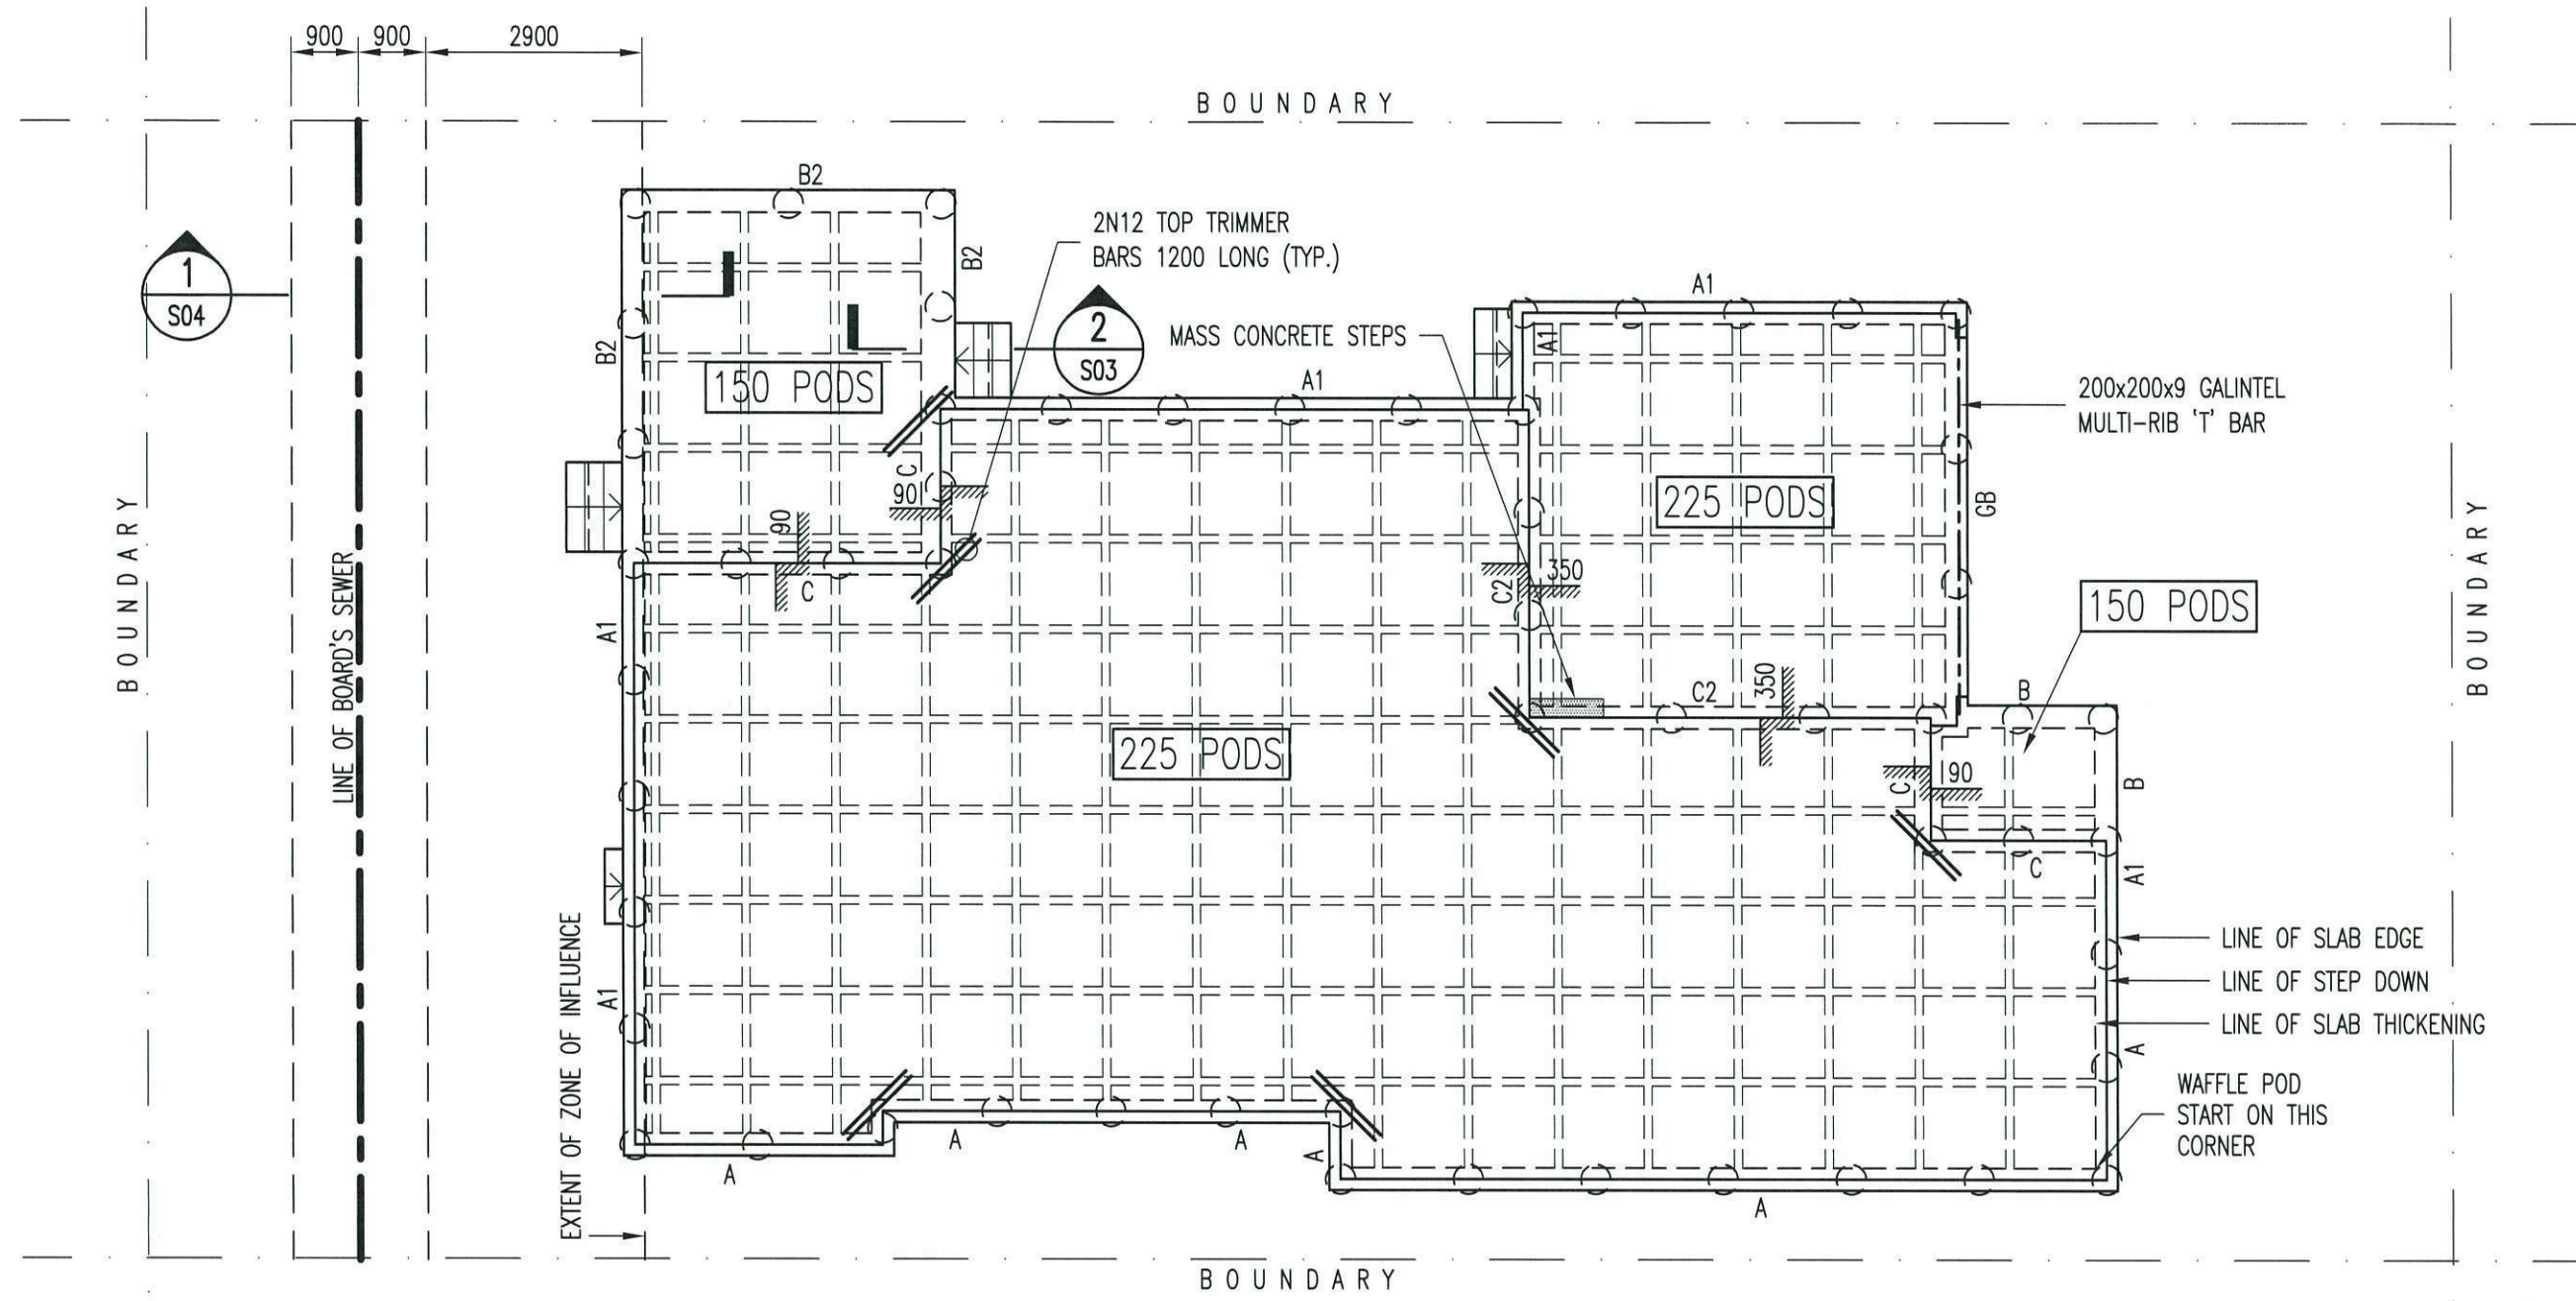 900 900 2900
BOUNDARY
B2
2N12 TOP TRIMMER
BARS 1200 LONG (TYP.)
B2
1
S04
2
S03
MASS CONCRETE STEPS
A1
A1
A1
B2
150 PODS
200x200x9 GALINTEL
MULTI-RIB 'T' BAR
C
90
90
C
225 PODS
GB
BOUNDARY
BOUNDARY
LINE OF BOARD'S SEWER
350
C2
150 PODS
A1
C2
350
B
225 PODS
B
C
90
C
A1
EXTENT OF ZONE OF INFLUENCE
A1
LINE OF SLAB EDGE
LINE OF STEP DOWN
LINE OF SLAB THICKENING
A
WAFFLE POD
START ON THIS
CORNER
A
A
A
A
A
BOUNDARY